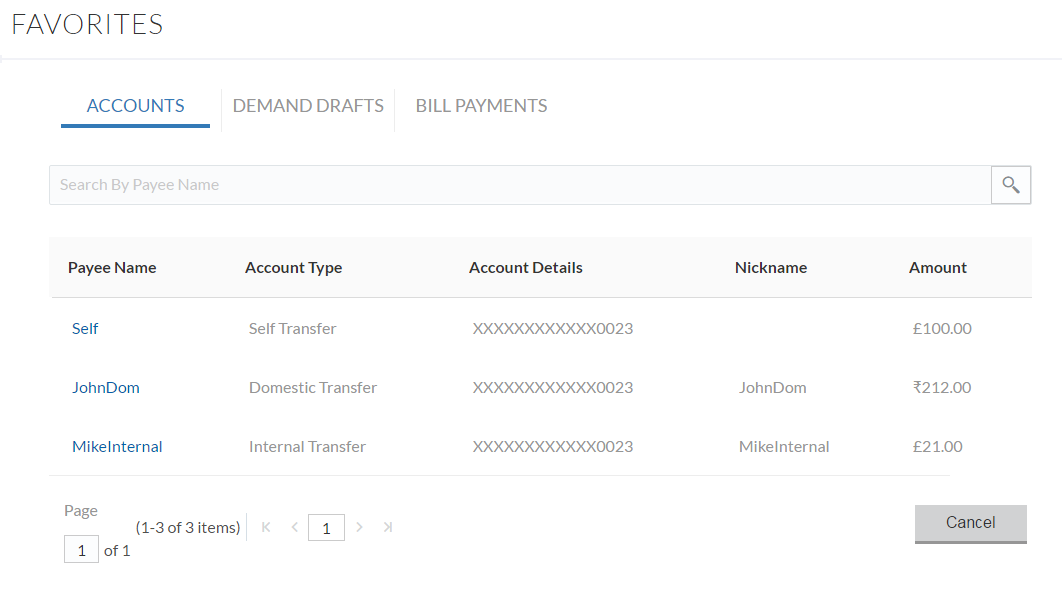 FAVORITES
ACCOUNTS DEMAND DRAFTS BILL PAYMENTS
Search By Payee Name
Payee Name Account Type Account Details Nickname Amount
Self Self Transfer XXXXXXXXXXXX0023 £100.00
JohnDom Domestic Transfer XXXXXXXXXXXX0023 JohnDom ₹212.00
MikeInternal Internal Transfer XXXXXXXXXXXX0023 MikeInternal £21.00
Page
(1-3 of 3 items) 1
1 of 1
Cancel